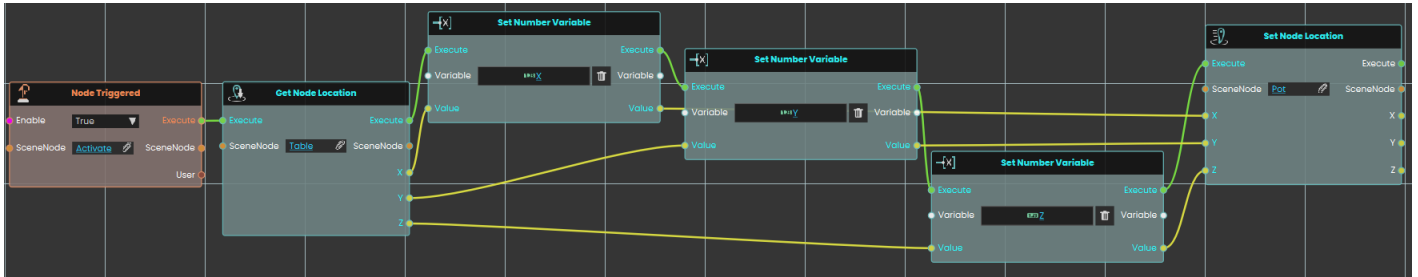 Node Triggered
Enable True Execute
SceneNode Activate SceneNode
User
Get Node Location
Execute Execute
SceneNode Table SceneNode
X
Y
Z
Set Number Variable
Execute Execute
Variable X Variable
Value Value
Set Number Variable
Execute Execute
Variable Y Variable
Value Value
Set Number Variable
Execute Execute
Variable Z Variable
Value Value
Set Node Location
Execute Execute
SceneNode Pot SceneNode
X X
Y Y
Z Z